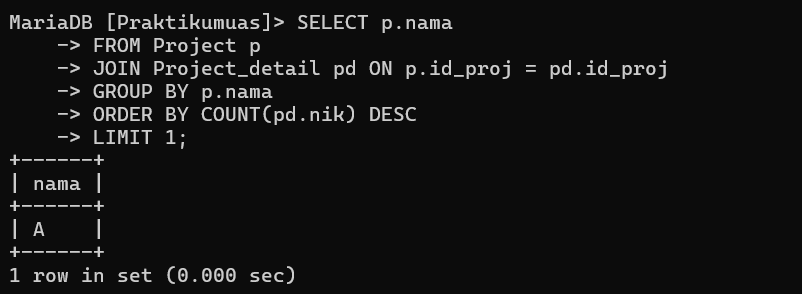 MariaDB [Praktikumuas]> SELECT p.nama
    -> FROM Project p
    -> JOIN Project_detail pd ON p.id_proj = pd.id_proj
    -> GROUP BY p.nama
    -> ORDER BY COUNT(pd.nik) DESC
    -> LIMIT 1;
+------+
| nama |
+------+
| A    |
+------+
1 row in set (0.000 sec)